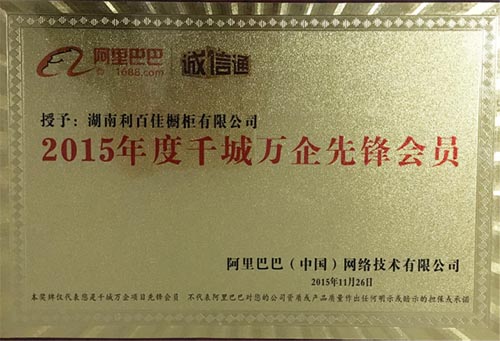 阿里巴巴 诚信通
1688.com
授予：湖南利百佳橱柜有限公司
2015年度千城万企先锋会员
阿里巴巴（中国）网络技术有限公司
2015年11月26日
本奖牌仅代表您是千城万企项目先锋会员 不代表阿里巴巴对您的公司资质或产品质量作出任何明示或暗示的担保或承诺